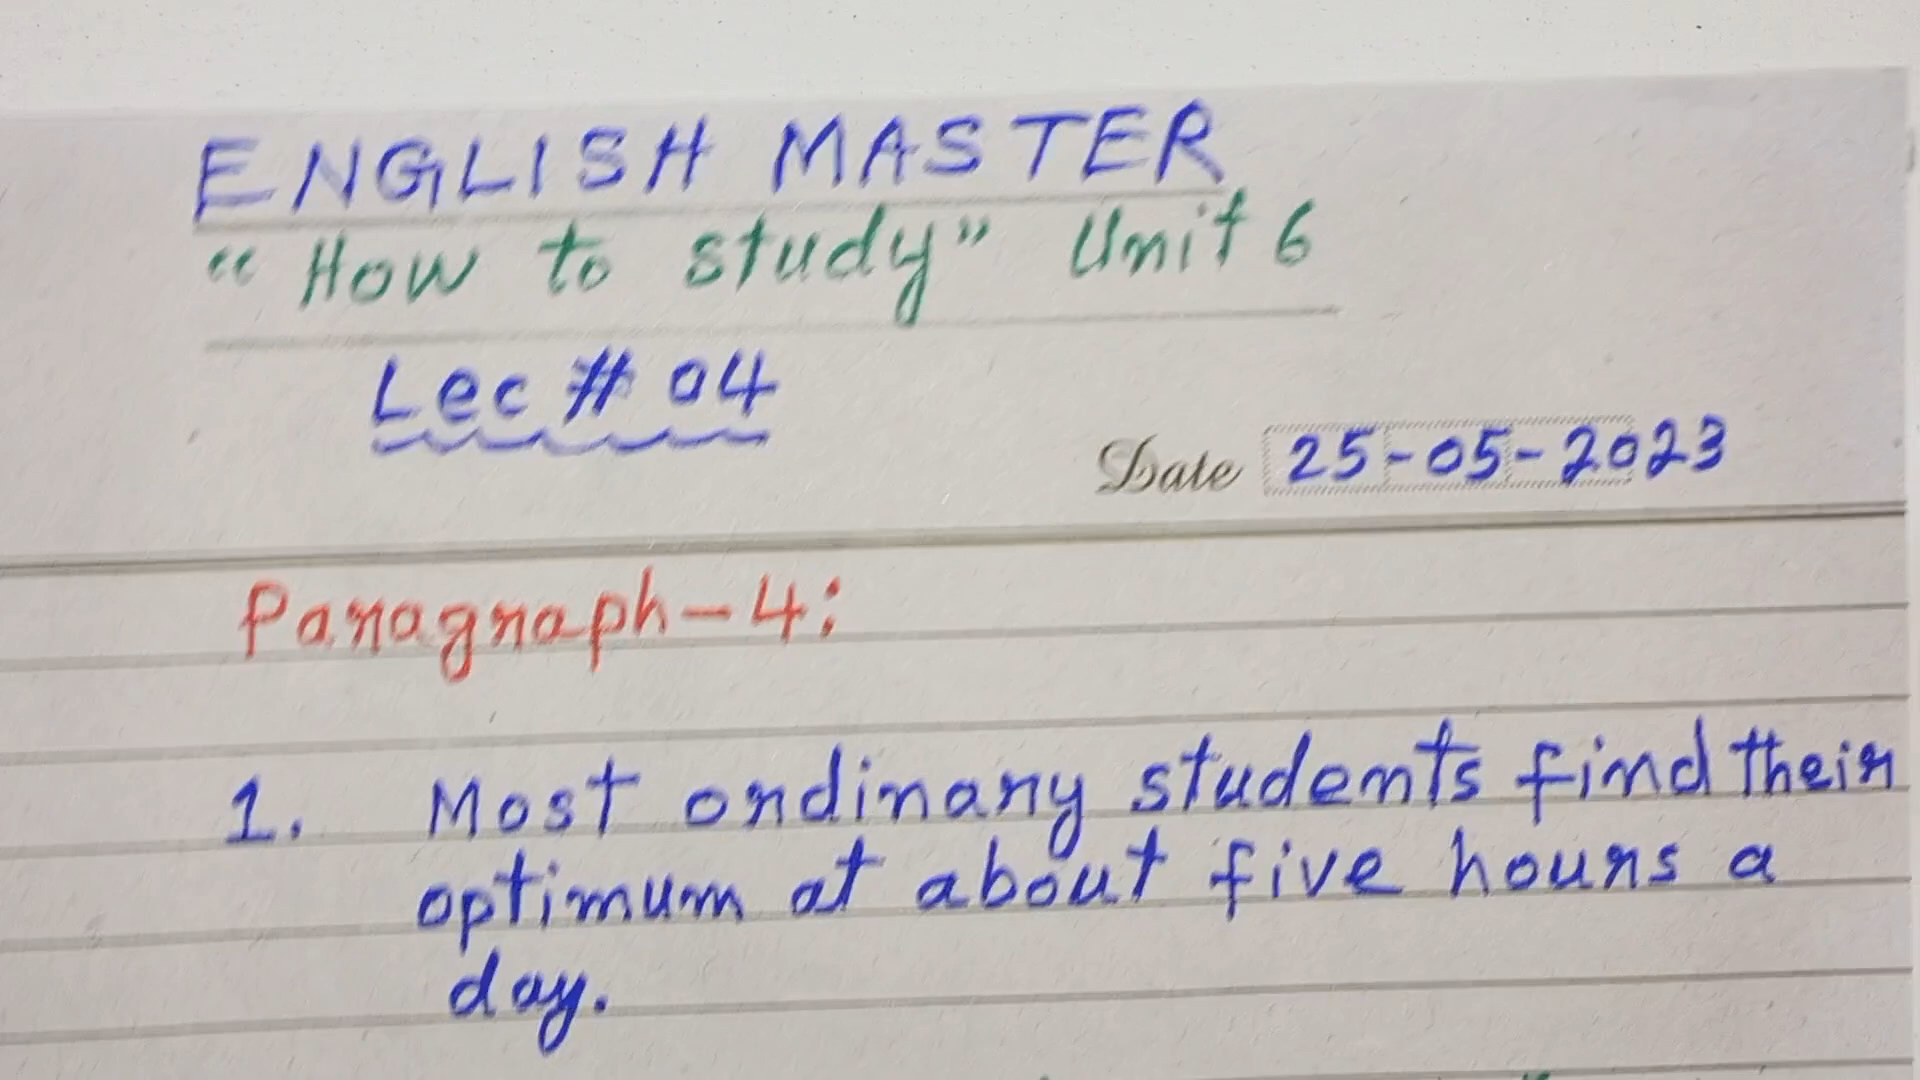 ENGLISH MASTER
“How to study” Unit 6
Lec # 04
Date 25-05-2023
Paragraph-4:
1. Most ordinary students find their
optimum at about five hours a
day.